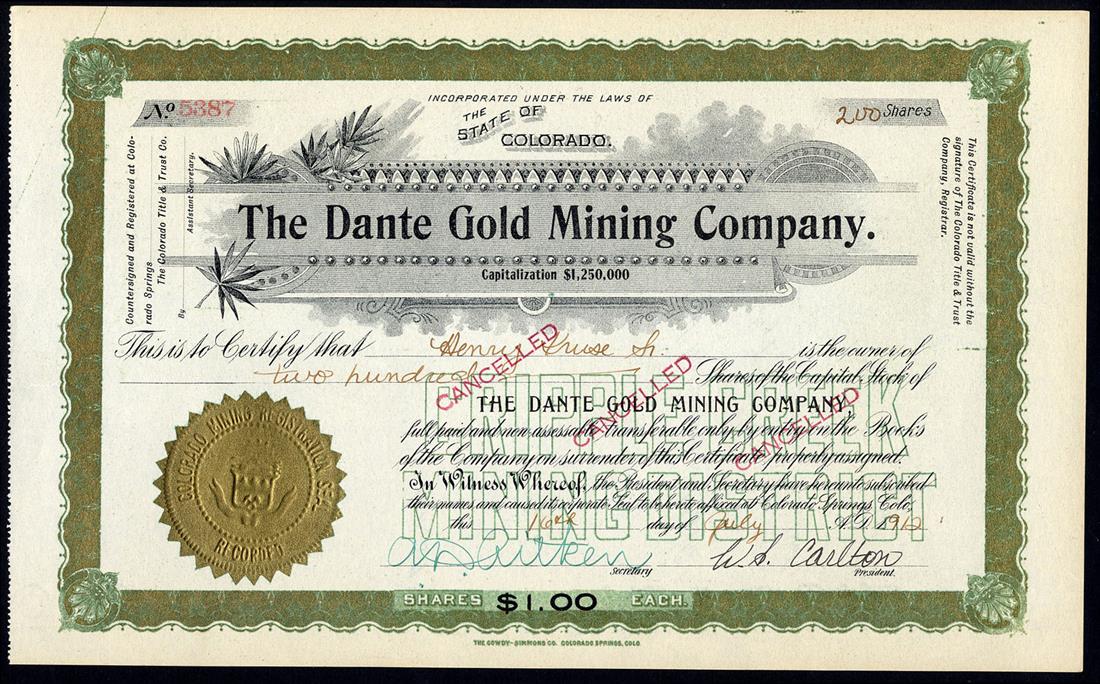 INCORPORATED UNDER THE LAWS OF
THE
STATE OF
COLORADO.
No 5387
200 Shares
The Dante Gold Mining Company.
Capitalization $1,250,000
Countersigned and Registered at Colo-
rado Springs
The Colorado Title & Trust Co.
By
Assistant Secretary.
This Certificate is not valid without the
signature of The Colorado Title & Trust
Company, Registrar.
This is to Certify that Henry Kruse Sr. is the owner of
two hundred Shares of the Capital Stock of
THE DANTE GOLD MINING COMPANY,
full paid and non-assessable, transferable only by entry on the Book's
of the Company on surrender of this Certificate properly assigned.
In Witness Whereof, the President and Secretary have hereunto subscribed
their names and caused its corporate Seal to be hereto affixed at Colorado Springs, Colo,
this 16th day of July A.D. 1912
CRIPPLE CREEK
MINING DISTRICT
CANCELLED
CANCELLED
CANCELLED
COLORADO MINING REGISTRATION SEAL
RECORDED
Aitken
Secretary
W. S. Carlton
President.
SHARES $1.00 EACH.
THE GOWDY-SIMMONS CO. COLORADO SPRINGS, COLO.